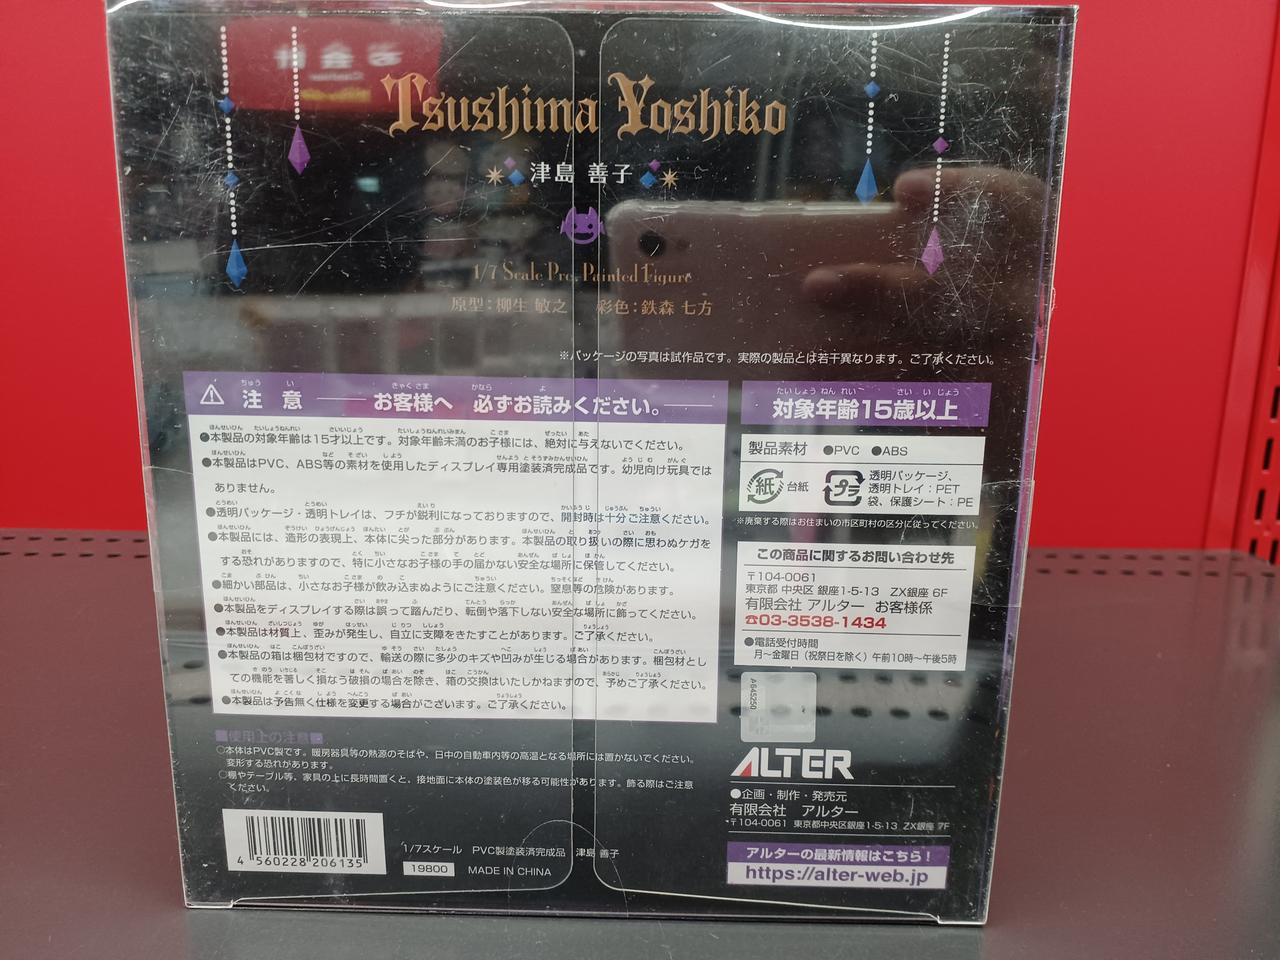 Tsushima Yoshiko
津島 善子
1/7 Scale Pre-Painted Figure
原型：柳生 敏之　彩色：鉄森 七方
※パッケージの写真は試作品です。実際の製品とは若干異なります。ご了承ください。
注意 お客様へ 必ずお読みください。
●本製品の対象年齢は15才以上です。対象年齢未満のお子様には、絶対に与えないでください。
●本製品はPVC、ABS等の素材を使用したディスプレイ専用塗装済完成品です。幼児向け玩具では
ありません。
●透明パッケージ・透明トレイは、フチが鋭利になっておりますので、開封時は十分ご注意ください。
●本製品には、造形の表現上、本体に尖った部分があります。本製品の取り扱いの際に思わぬケガを
する恐れがありますので、特に小さなお子様の手の届かない安全な場所に保管してください。
●細かい部品は、小さなお子様が飲み込まぬようにご注意ください。窒息等の危険があります。
●本製品をディスプレイする際は誤って踏んだり、転倒や落下しない安全な場所に飾ってください。
●本製品は材質上、歪みが発生し、自立に支障をきたすことがあります。ご了承ください。
●本製品の箱は梱包材ですので、輸送の際に多少のキズや凹みが生じる場合があります。梱包材とし
ての機能を著しく損なう破損の場合を除き、箱の交換はいたしかねますので、予めご了承ください。
●本製品は予告無く仕様を変更する場合がございます。ご了承ください。
■使用上の注意■
○本体はPVC製です。暖房器具等の熱源のそばや、日中の自動車内等の高温となる場所には置かないでください。
変形する恐れがあります。
○棚やテーブル等、家具の上に長時間置くと、接地面に本体の塗装色が移る可能性があります。飾る際はご注意
ください。
4 560228 206135
1/7スケール　PVC製塗装済完成品　津島 善子
19800 MADE IN CHINA
対象年齢15歳以上
製品素材 ●PVC ●ABS
紙 台紙
プラ 透明パッケージ、
透明トレイ：PET
袋、保護シート：PE
※廃棄する際はお住まいの市区町村の区分に従ってください。
この商品に関するお問い合わせ先
〒104-0061
東京都 中央区 銀座1-5-13　ZX銀座 6F
有限会社 アルター お客様係
☎03-3538-1434
●電話受付時間
月～金曜日（祝祭日を除く）午前10時～午後5時
A645250
ALTER
●企画・制作・発売元
有限会社　アルター
〒104-0061　東京都中央区銀座1-5-13　ZX銀座 7F
アルターの最新情報はこちら！
https://alter-web.jp